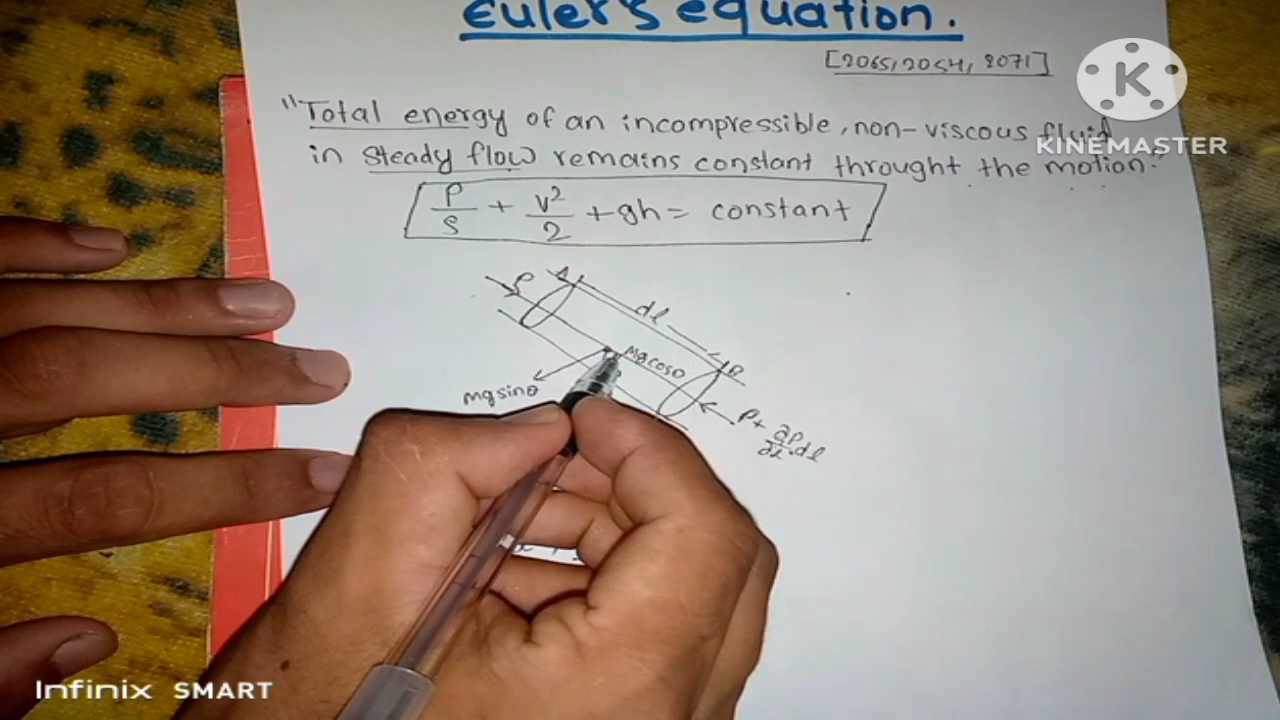 Euler's equation.
[2065, 2054, 2071]
"Total energy of an incompressible, non-viscous fluid
KINEMASTER
in steady flow remains constant throught the motion."
P/ρ + v²/2 + gh = constant
P
A
dl
B
mg cosθ
mg sinθ
P + ∂P/∂l .dl
Infinix SMART